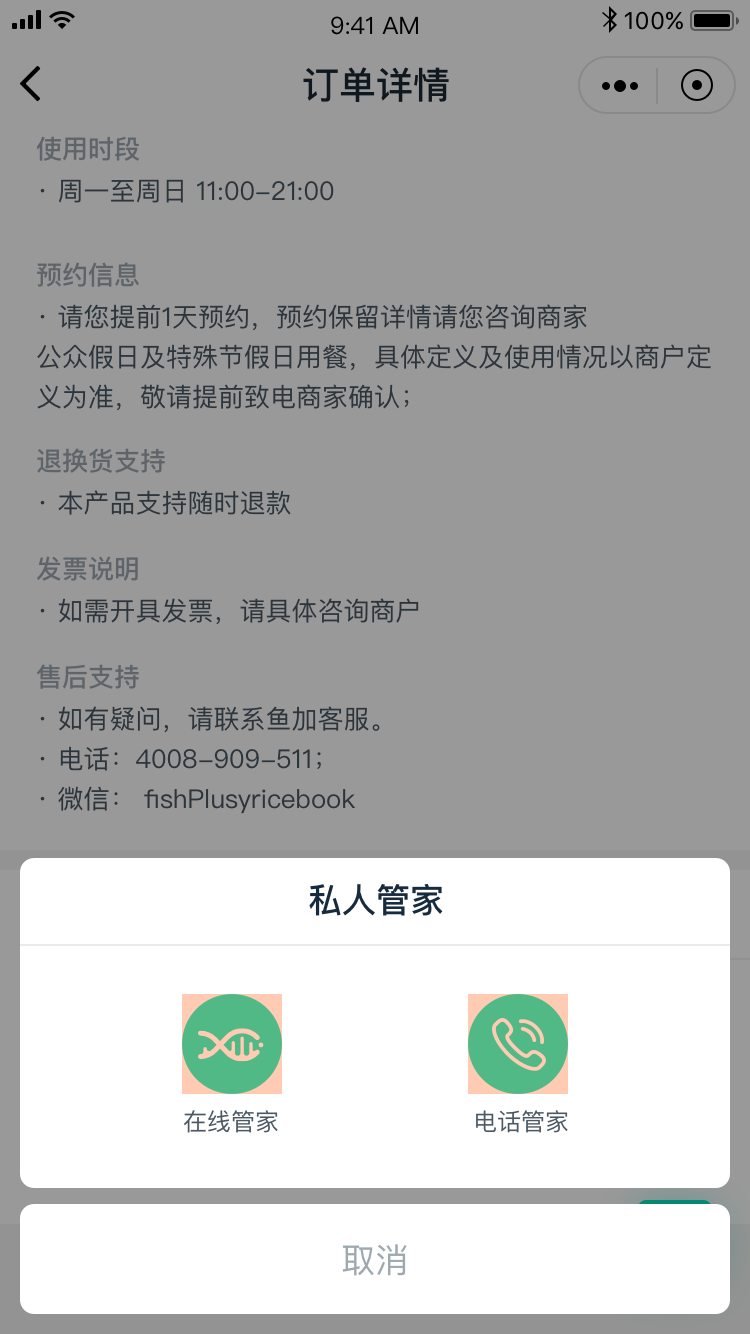 9:41 AM
100%
订单详情
使用时段
· 周一至周日 11:00–21:00
预约信息
· 请您提前1天预约，预约保留详情请您咨询商家
公众假日及特殊节假日用餐，具体定义及使用情况以商户定
义为准，敬请提前致电商家确认；
退换货支持
· 本产品支持随时退款
发票说明
· 如需开具发票，请具体咨询商户
售后支持
· 如有疑问，请联系鱼加客服。
· 电话：4008–909–511；
· 微信： fishPlusyricebook
私人管家
在线管家
电话管家
取消